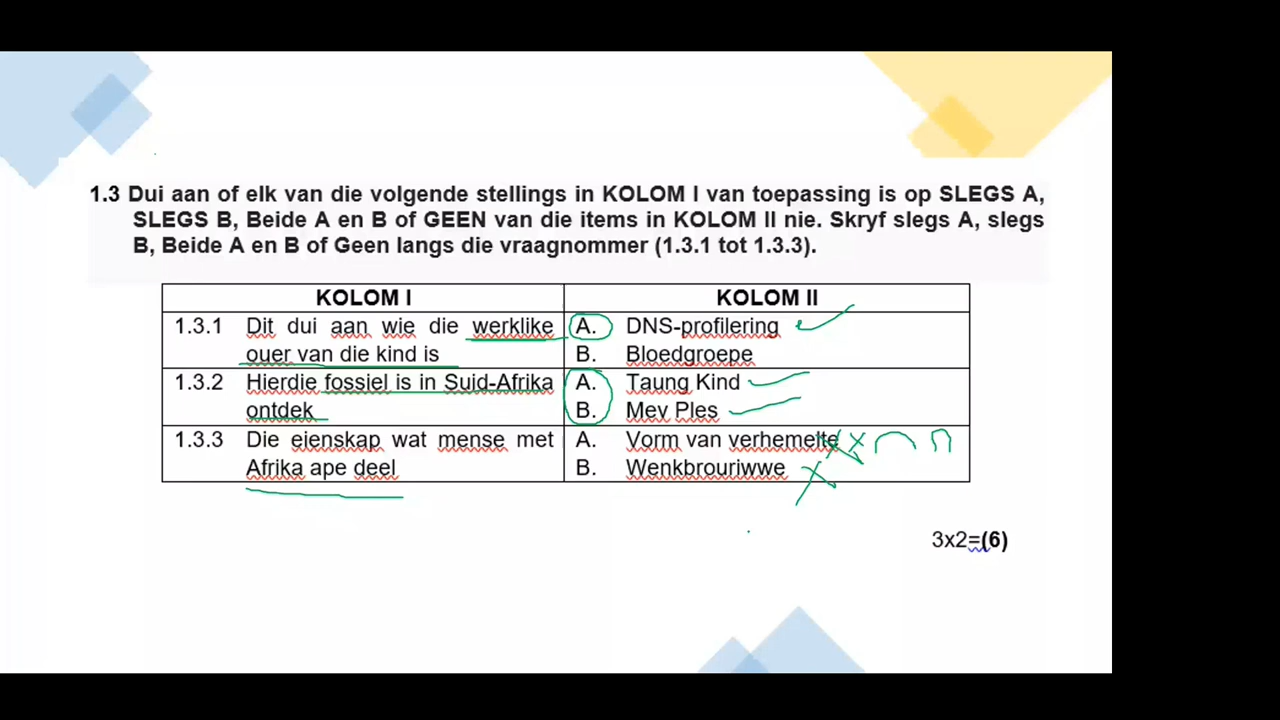 1.3 Dui aan of elk van die volgende stellings in KOLOM I van toepassing is op SLEGS A,
SLEGS B, Beide A en B of GEEN van die items in KOLOM II nie. Skryf slegs A, slegs
B, Beide A en B of Geen langs die vraagnommer (1.3.1 tot 1.3.3).
KOLOM I KOLOM II
1.3.1 Dit dui aan wie die werklike A. DNS-profilering
ouer van die kind is B. Bloedgroepe
1.3.2 Hierdie fossiel is in Suid-Afrika A. Taung Kind
ontdek B. Mev Ples
1.3.3 Die eienskap wat mense met A. Vorm van verhemelte
Afrika ape deel B. Wenkbrouriwwe
3x2=(6)